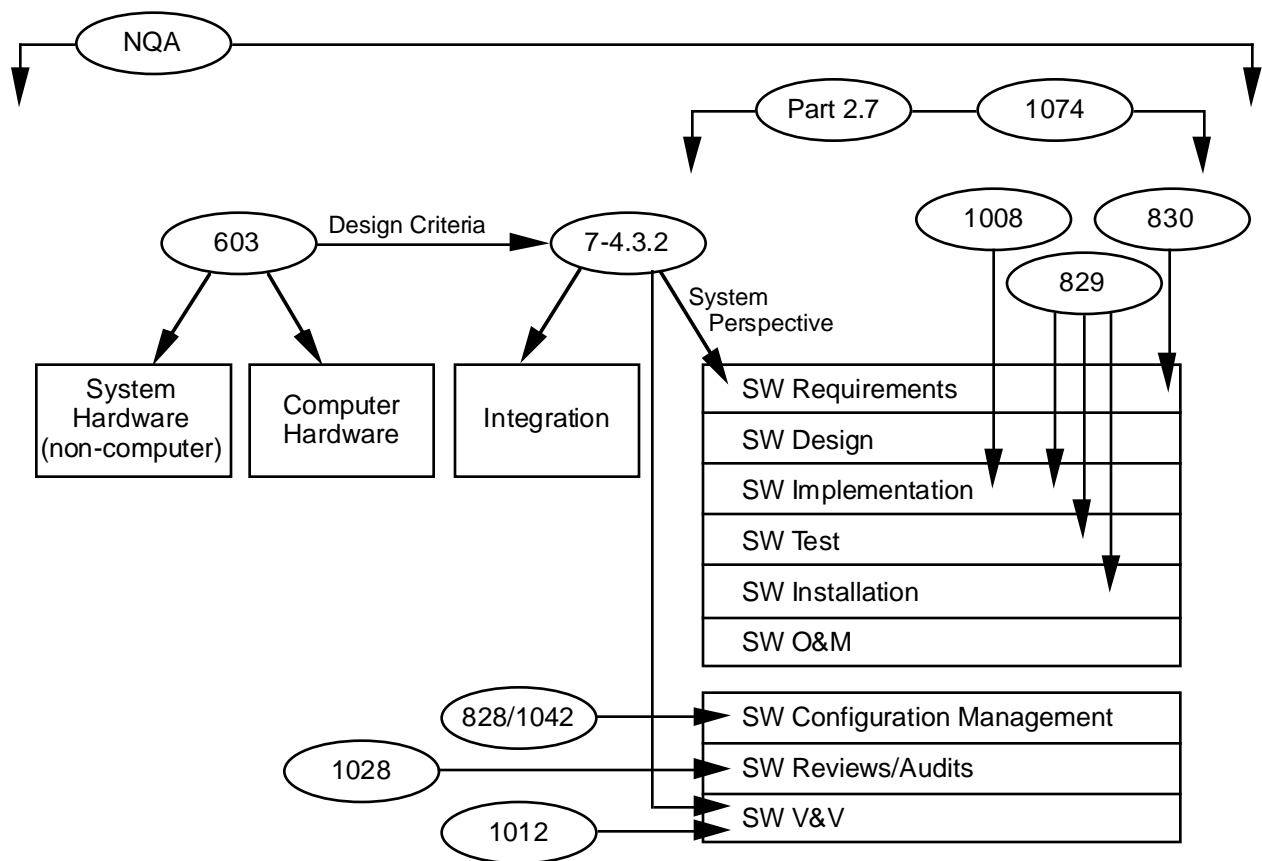 NQA
Part 2.7
1074
1008
830
603
Design Criteria
7-4.3.2
829
System
Perspective
System
Hardware
(non-computer)
Computer
Hardware
Integration
SW Requirements
SW Design
SW Implementation
SW Test
SW Installation
SW O&M
828/1042
SW Configuration Management
1028
SW Reviews/Audits
1012
SW V&V